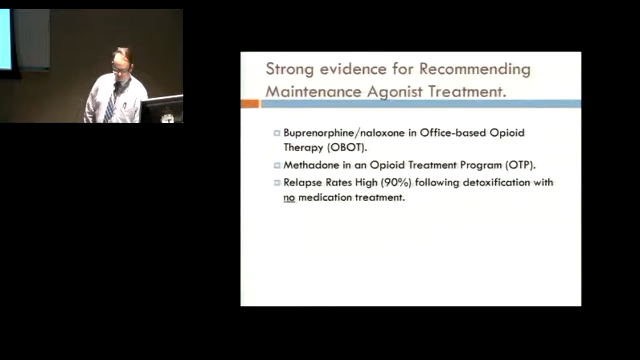 Strong evidence for Recommending
Maintenance Agonist Treatment.
Buprenorphine/naloxone in Office-based Opioid
Therapy (OBOT).
Methadone in an Opioid Treatment Program (OTP).
Relapse Rates High (90%) following detoxification with
no medication treatment.